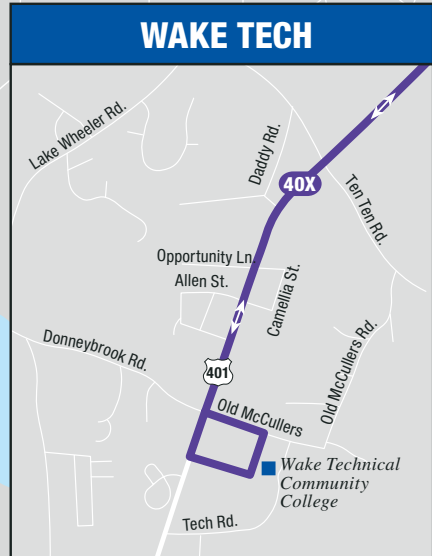 WAKE TECH
Lake Wheeler Rd.
Daddy Rd.
40X
Ten Ten Rd.
Opportunity Ln.
Allen St.
Camellia St.
Old McCullers Rd.
Donneybrook Rd.
401
Old McCullers
Wake Technical
Community
College
Tech Rd.